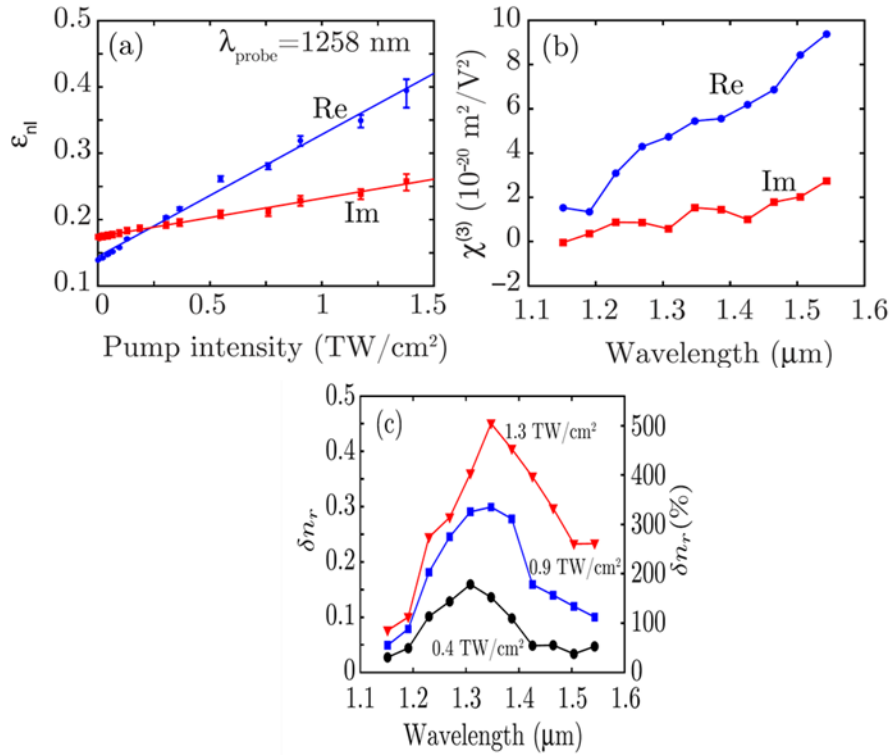 (a)
λprobe=1258 nm
εnl
0.5
0.4
0.3
0.2
0.1
Re
Im
0
0.5
1
1.5
Pump intensity (TW/cm²)
(b)
χ⁽³⁾ (10⁻²⁰ m²/V²)
10
8
6
4
2
0
−2
Re
Im
1.1
1.2
1.3
1.4
1.5
1.6
Wavelength (μm)
(c)
δnr
0.5
0.4
0.3
0.2
0.1
0
1.3 TW/cm²
0.9 TW/cm²
0.4 TW/cm²
500
400
300
200
100
0
δnr(%)
1.1
1.2
1.3
1.4
1.5
1.6
Wavelength (μm)